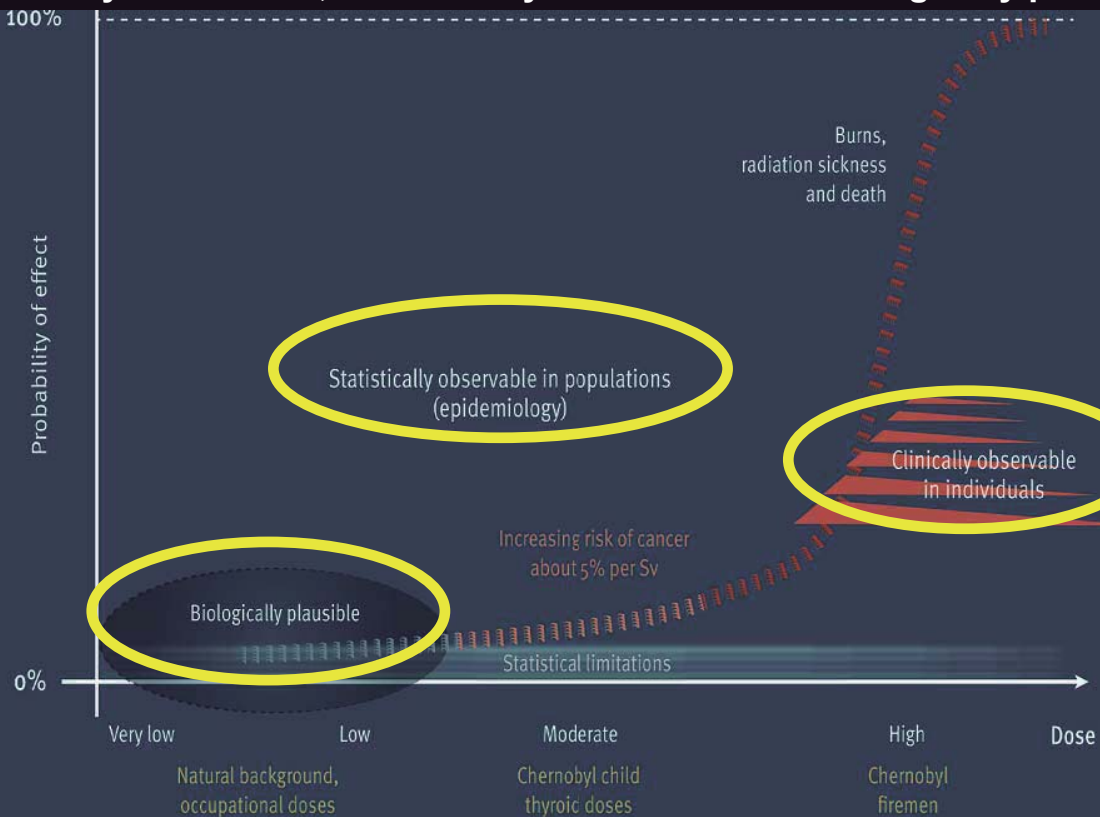 100%
Burns,
radiation sickness
and death
Probability of effect
Statistically observable in populations
(epidemiology)
Clinically observable
in individuals
Increasing risk of cancer
about 5% per Sv
Biologically plausible
Statistical limitations
0%
Very low
Low
Moderate
High
Dose
Natural background,
occupational doses
Chernobyl child
thyroic doses
Chernobyl
firemen